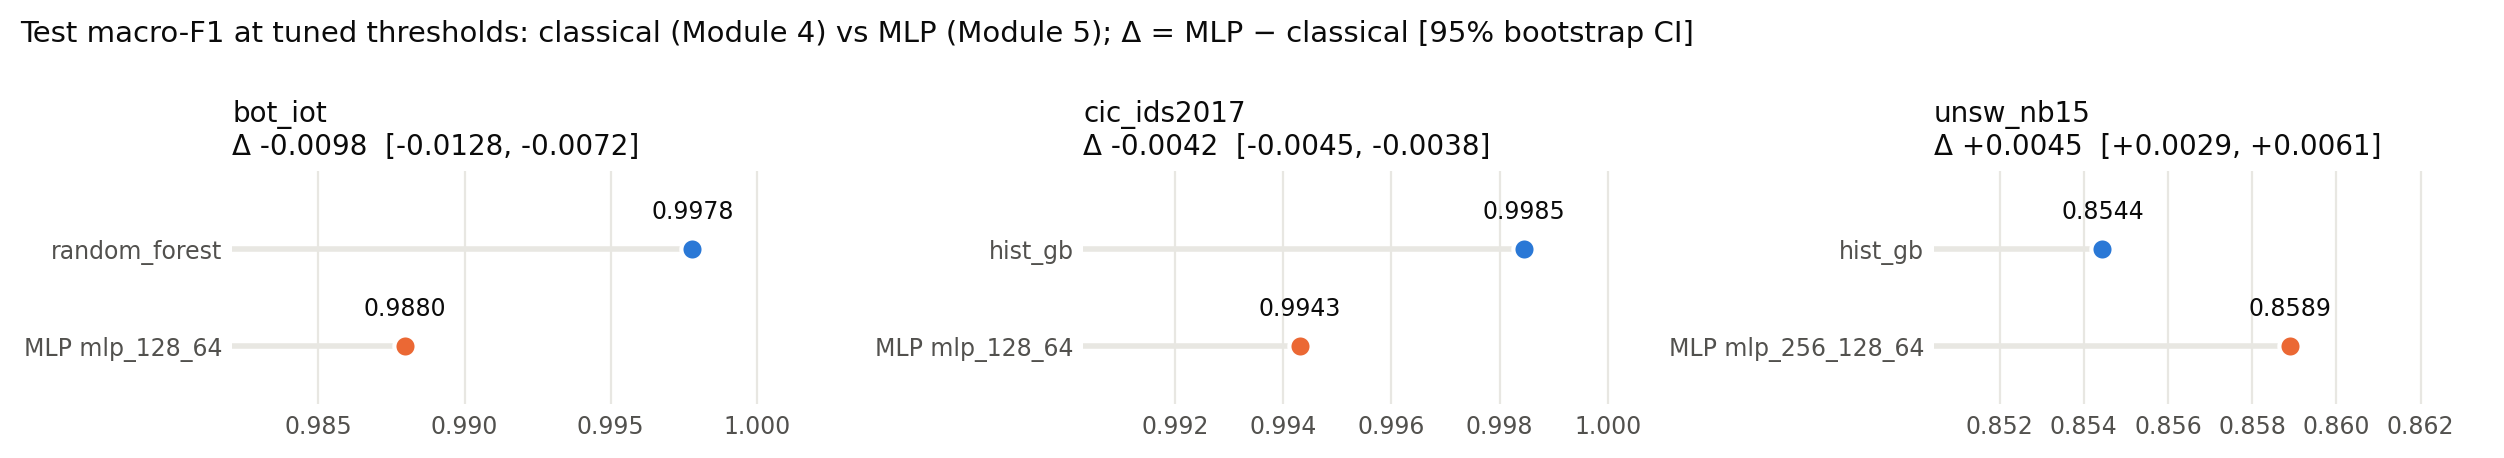 Test macro-F1 at tuned thresholds: classical (Module 4) vs MLP (Module 5); Δ = MLP − classical [95% bootstrap CI]
bot_iot
Δ -0.0098 [-0.0128, -0.0072]
0.9978
random_forest
0.9880
MLP mlp_128_64
0.985 0.990 0.995 1.000
cic_ids2017
Δ -0.0042 [-0.0045, -0.0038]
0.9985
hist_gb
0.9943
MLP mlp_128_64
0.992 0.994 0.996 0.998 1.000
unsw_nb15
Δ +0.0045 [+0.0029, +0.0061]
0.8544
hist_gb
0.8589
MLP mlp_256_128_64
0.852 0.854 0.856 0.858 0.860 0.862